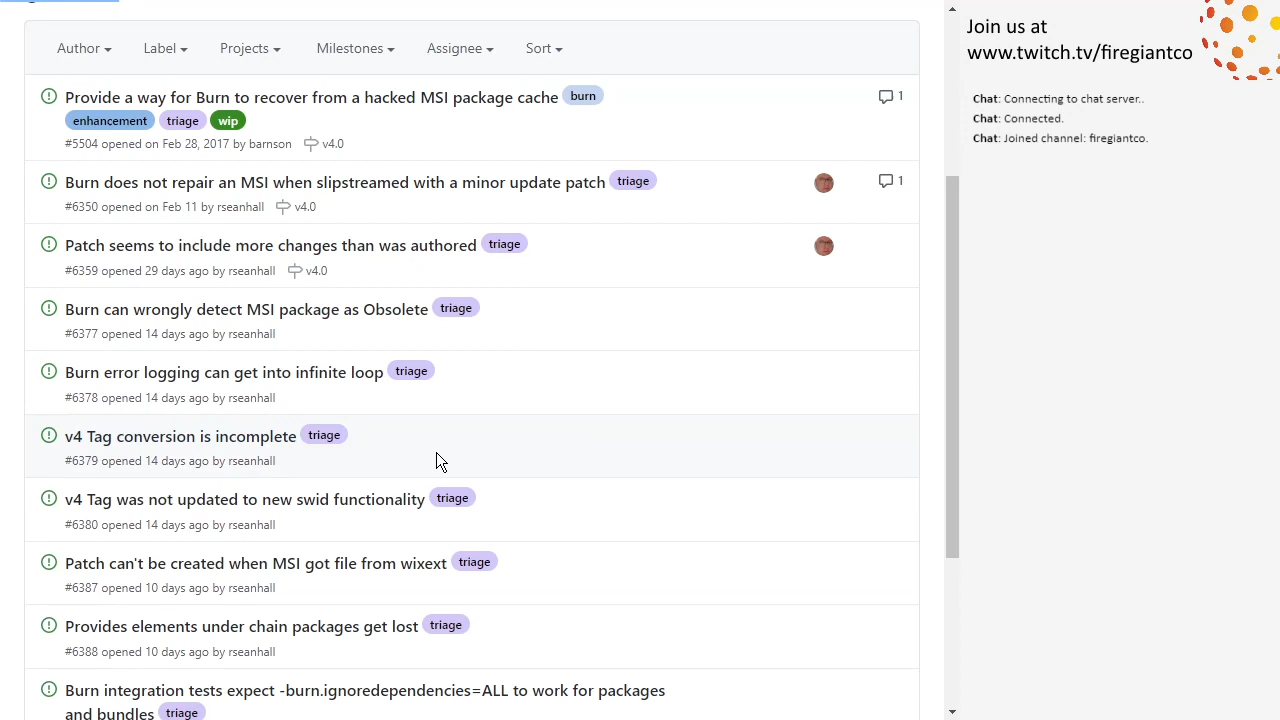 Author Label Projects Milestones Assignee Sort
Provide a way for Burn to recover from a hacked MSI package cache burn 1
enhancement triage wip
#5504 opened on Feb 28, 2017 by barnson v4.0
Burn does not repair an MSI when slipstreamed with a minor update patch triage 1
#6350 opened on Feb 11 by rseanhall v4.0
Patch seems to include more changes than was authored triage
#6359 opened 29 days ago by rseanhall v4.0
Burn can wrongly detect MSI package as Obsolete triage
#6377 opened 14 days ago by rseanhall
Burn error logging can get into infinite loop triage
#6378 opened 14 days ago by rseanhall
v4 Tag conversion is incomplete triage
#6379 opened 14 days ago by rseanhall
v4 Tag was not updated to new swid functionality triage
#6380 opened 14 days ago by rseanhall
Patch can't be created when MSI got file from wixext triage
#6387 opened 10 days ago by rseanhall
Provides elements under chain packages get lost triage
#6388 opened 10 days ago by rseanhall
Burn integration tests expect -burn.ignoredependencies=ALL to work for packages
and bundles triage
Join us at
www.twitch.tv/firegiantco
Chat: Connecting to chat server..
Chat: Connected.
Chat: Joined channel: firegiantco.